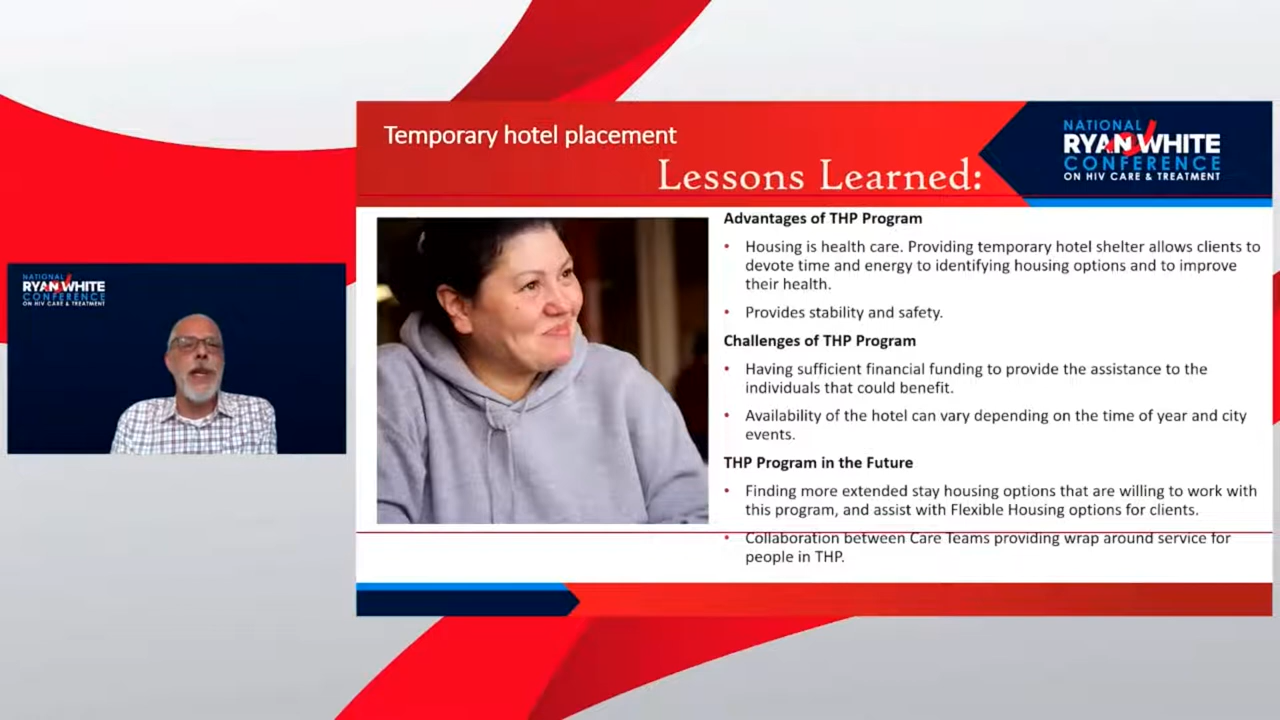 Temporary hotel placement
Lessons Learned:
NATIONAL
RYAN WHITE
CONFERENCE
ON HIV CARE & TREATMENT
Advantages of THP Program
• Housing is health care. Providing temporary hotel shelter allows clients to
devote time and energy to identifying housing options and to improve
their health.
• Provides stability and safety.
Challenges of THP Program
• Having sufficient financial funding to provide the assistance to the
individuals that could benefit.
• Availability of the hotel can vary depending on the time of year and city
events.
THP Program in the Future
• Finding more extended stay housing options that are willing to work with
this program, and assist with Flexible Housing options for clients.
• Collaboration between Care Teams providing wrap around service for
people in THP.
NATIONAL
RYAN WHITE
CONFERENCE
ON HIV CARE & TREATMENT